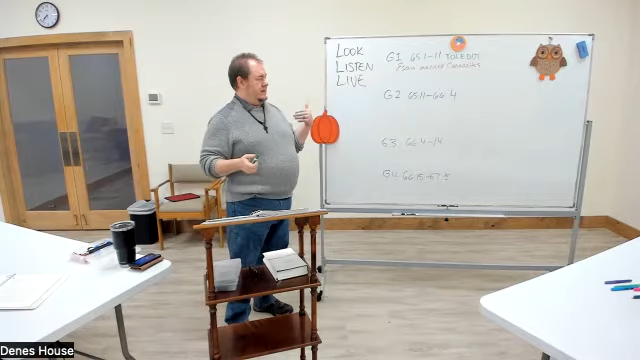 LOOK
LISTEN
LIVE
G1 65:1-11 TOLEDOT
From
G2 65:11-66:4
G3 66:4-14
G4 66:15-67:
Denes House